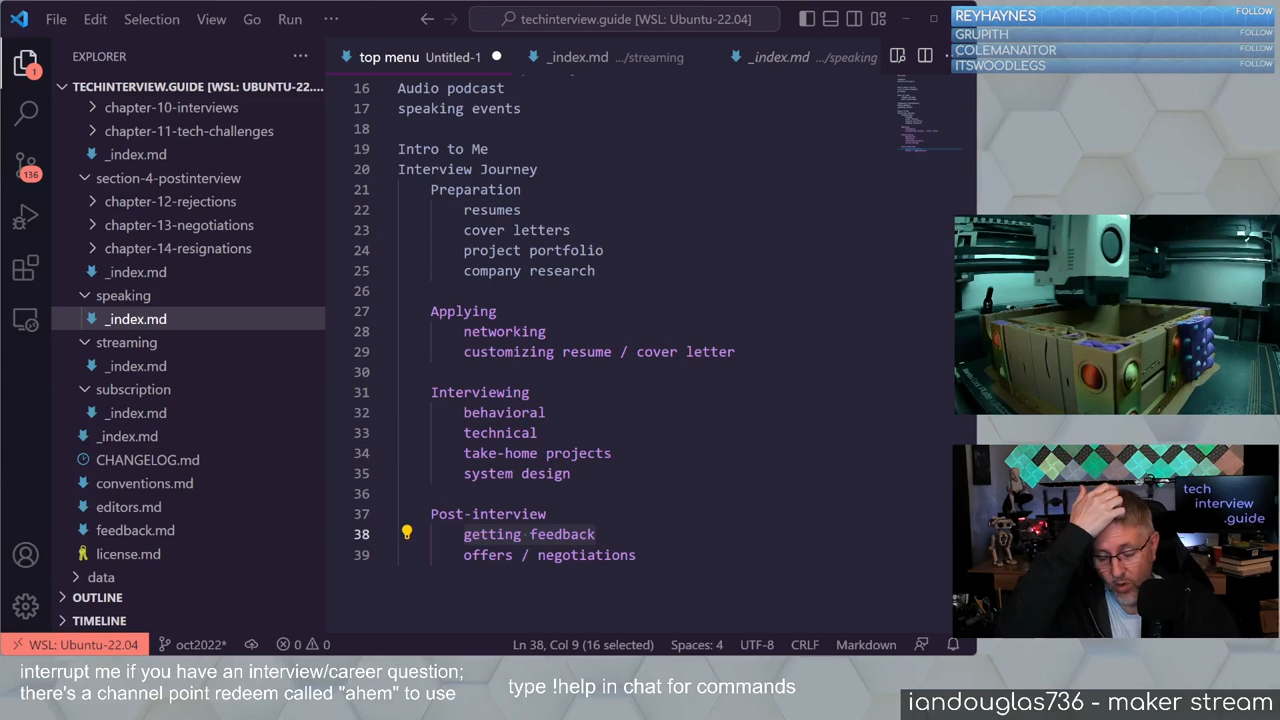 File Edit Selection View Go Run ···
techinterview.guide [WSL: Ubuntu-22.04]
EXPLORER
TECHINTERVIEW.GUIDE [WSL: UBUNTU-22....
chapter-10-interviews
chapter-11-tech-challenges
_index.md
section-4-postinterview
chapter-12-rejections
chapter-13-negotiations
chapter-14-resignations
_index.md
speaking
_index.md
streaming
_index.md
subscription
_index.md
_index.md
CHANGELOG.md
conventions.md
editors.md
feedback.md
license.md
data
OUTLINE
TIMELINE
1
136
top menu Untitled-1
_index.md .../streaming
_index.md .../speaking
16 Audio podcast
17 speaking events
18
19 Intro to Me
20 Interview Journey
21 Preparation
22 resumes
23 cover letters
24 project portfolio
25 company research
26
27 Applying
28 networking
29 customizing resume / cover letter
30
31 Interviewing
32 behavioral
33 technical
34 take-home projects
35 system design
36
37 Post-interview
38 getting feedback
39 offers / negotiations
WSL: Ubuntu-22.04 oct2022* 0 0 Ln 38, Col 9 (16 selected) Spaces: 4 UTF-8 CRLF Markdown
REYHAYNES FOLLOW
GRUPITH FOLLOW
COLEMANAITOR FOLLOW
ITSWOODLEGS FOLLOW
tech
interview
.guide
interrupt me if you have an interview/career question;
there's a channel point redeem called "ahem" to use
type !help in chat for commands
iandouglas736 - maker stream